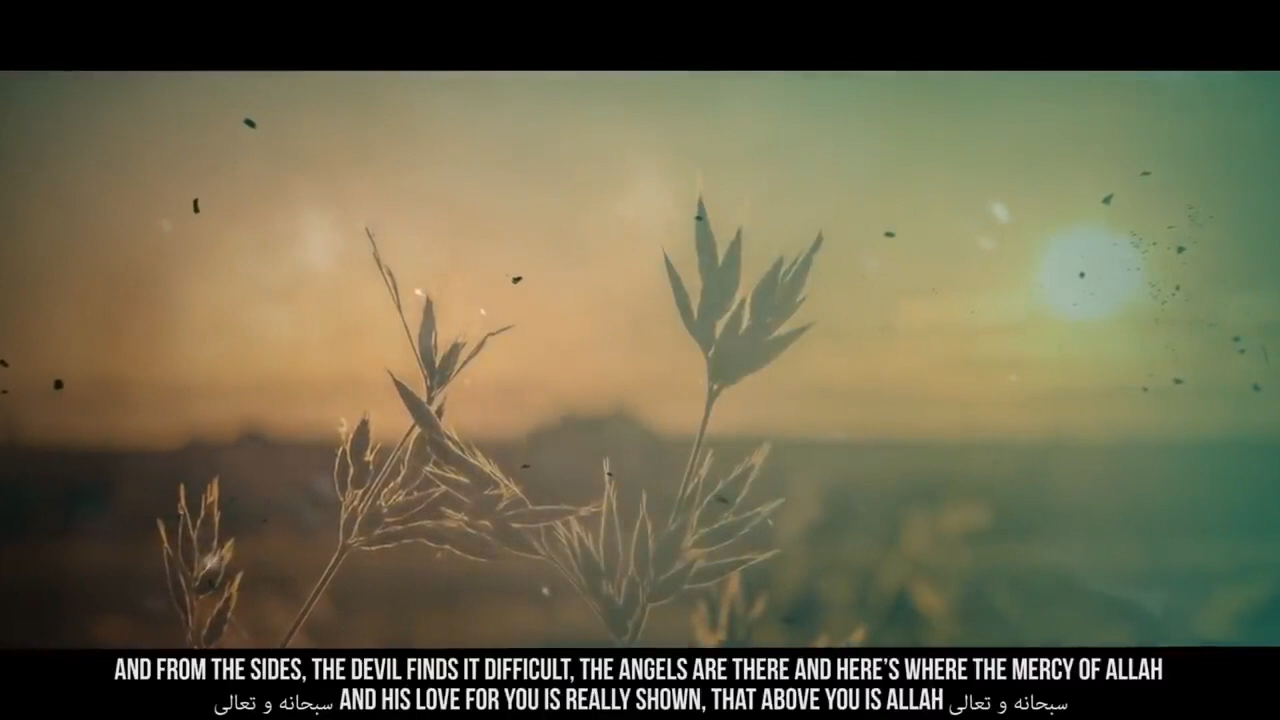 AND FROM THE SIDES, THE DEVIL FINDS IT DIFFICULT, THE ANGELS ARE THERE AND HERE'S WHERE THE MERCY OF ALLAH
سبحانه و تعالى AND HIS LOVE FOR YOU IS REALLY SHOWN, THAT ABOVE YOU IS ALLAH سبحانه و تعالى